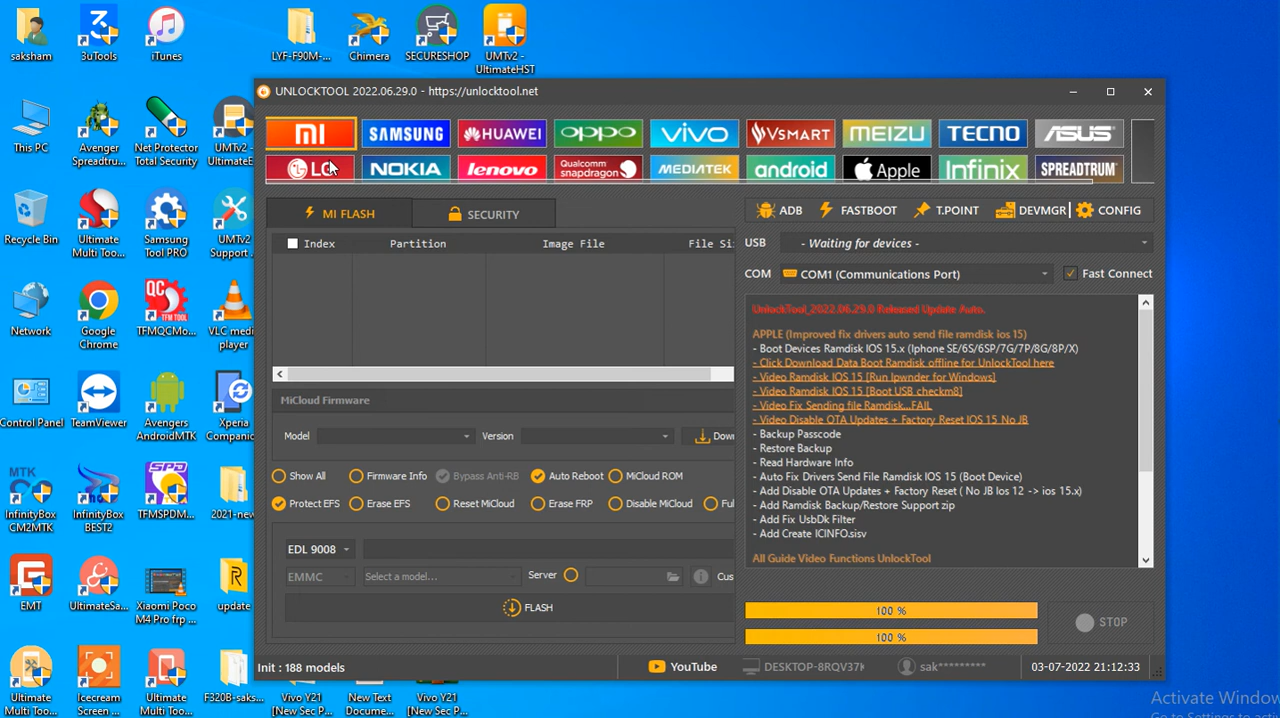 saksham
3uTools
iTunes
LYF-F90M-...
Chimera
SECURESHOP
UMTv2 -
UltimateHST
This PC
Avenger
Spreadtru...
Net Protector
Total Security
UMTv2
UltimateE
Recycle Bin
Ultimate
Multi Too...
Samsung
Tool PRO
UMTv2
Support .
Network
Google
Chrome
QC
TFM TOOL
TFMQCMo...
VLC medi
player
Control Panel
TeamViewer
Avengers
AndroidMTK
Xperia
Companic
MTK
InfinityBox
CM2MTK
InfinityBox
BEST2
SPD
TFMSPDM...
2021-new
EMT
UltimateSa...
Xiaomi Poco
M4 Pro frp ...
update
Ultimate
Multi Too...
Icecream
Screen ...
Ultimate
Multi Too...
F320B-saks...
Vivo Y21
[New Sec P...
New Text
Docume...
Vivo Y21
[New Sec P...
UNLOCKTOOL 2022.06.29.0 - https://unlocktool.net
MI
SAMSUNG
HUAWEI
OPPO
VIVO
VSMART
MEIZU
TECNO
ASUS
LG
NOKIA
lenovo
Qualcomm
snapdragon
MEDIATEK
android
Apple
Infinix
SPREADTRUM
MI FLASH
SECURITY
Index
Partition
Image File
File Si
MiCloud Firmware
Model
Version
Dow
Show All
Firmware Info
Bypass Anti-RB
Auto Reboot
MiCloud ROM
Protect EFS
Erase EFS
Reset MiCloud
Erase FRP
Disable MiCloud
Ful
EDL 9008
EMMC
Select a model...
Server
Cus
FLASH
ADB
FASTBOOT
T.POINT
DEVMGR
CONFIG
USB
- Waiting for devices -
COM
COM1 (Communications Port)
Fast Connect
UnlockTool_2022.06.29.0 Released Update Auto.
APPLE (Improved fix drivers auto send file ramdisk ios 15)
- Boot Devices Ramdisk IOS 15.x (Iphone SE/6S/6SP/7G/7P/8G/8P/X)
- Click Download Data Boot Ramdisk offline for UnlockTool here
- Video Ramdisk IOS 15 [Run Ipwnder for Windows]
- Video Ramdisk IOS 15 [Boot USB checkm8]
- Video Fix Sending file Ramdisk...FAIL
- Video Disable OTA Updates + Factory Reset IOS 15 No JB
- Backup Passcode
- Restore Backup
- Read Hardware Info
- Auto Fix Drivers Send File Ramdisk IOS 15 (Boot Device)
- Add Disable OTA Updates + Factory Reset ( No JB Ios 12 -> ios 15.x)
- Add Ramdisk Backup/Restore Support zip
- Add Fix UsbDk Filter
- Add Create ICINFO.sisv
All Guide Video Functions UnlockTool
100 %
100 %
STOP
Init : 188 models
YouTube
DESKTOP-8RQV37K
sak*********
03-07-2022 21:12:33
Activate Window